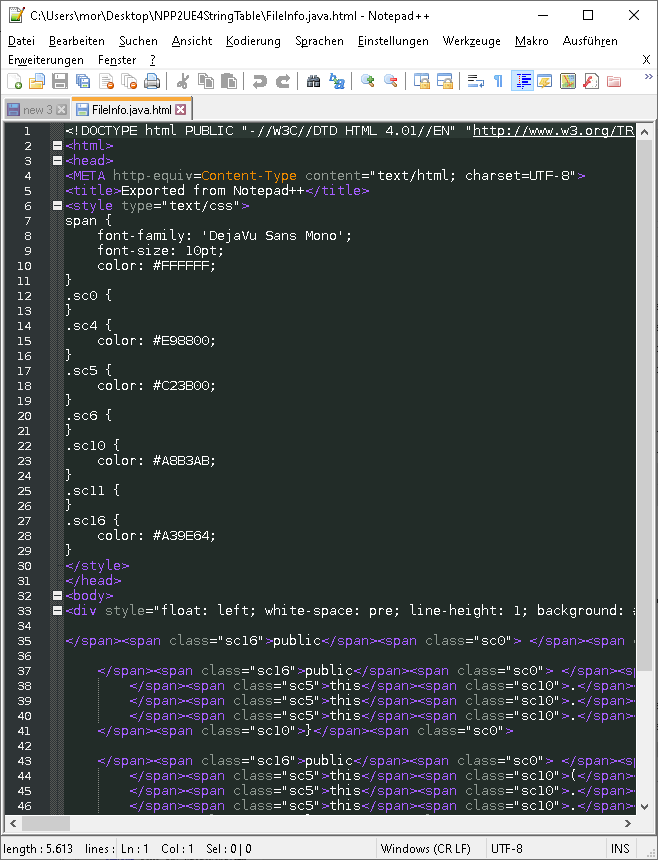 C:\Users\mor\Desktop\NPP2UE4StringTable\FileInfo.java.html - Notepad++
Datei Bearbeiten Suchen Ansicht Kodierung Sprachen Einstellungen Werkzeuge Makro Ausführen
Erweiterungen Fenster ? X
new 3 FileInfo.java.html
1 <!DOCTYPE html PUBLIC "-//W3C//DTD HTML 4.01//EN" "http://www.w3.org/TR
2 <html>
3 <head>
4 <META http-equiv=Content-Type content="text/html; charset=UTF-8">
5 <title>Exported from Notepad++</title>
6 <style type="text/css">
7 span {
8 font-family: 'DejaVu Sans Mono';
9 font-size: 10pt;
10 color: #FFFFFF;
11 }
12 .sc0 {
13 }
14 .sc4 {
15 color: #E98800;
16 }
17 .sc5 {
18 color: #C23B00;
19 }
20 .sc6 {
21 }
22 .sc10 {
23 color: #A8B3AB;
24 }
25 .sc11 {
26 }
27 .sc16 {
28 color: #A39E64;
29 }
30 </style>
31 </head>
32 <body>
33 <div style="float: left; white-space: pre; line-height: 1; background: #
34
35 </span><span class="sc16">public</span><span class="sc0"> </span><span c
36
37 </span><span class="sc16">public</span><span class="sc0"> </span><s
38 </span><span class="sc5">this</span><span class="sc10">.</span>
39 </span><span class="sc5">this</span><span class="sc10">.</span>
40 </span><span class="sc5">this</span><span class="sc10">.</span>
41 </span><span class="sc10">}</span><span class="sc0">
42
43 </span><span class="sc16">public</span><span class="sc0"> </span><s
44 </span><span class="sc5">this</span><span class="sc10">(</span>
45 </span><span class="sc5">this</span><span class="sc10">.</span>
46 </span><span class="sc5">this</span><span class="sc10">.</span>
length : 5.613 lines : Ln : 1 Col : 1 Sel : 0 | 0 Windows (CR LF) UTF-8 INS